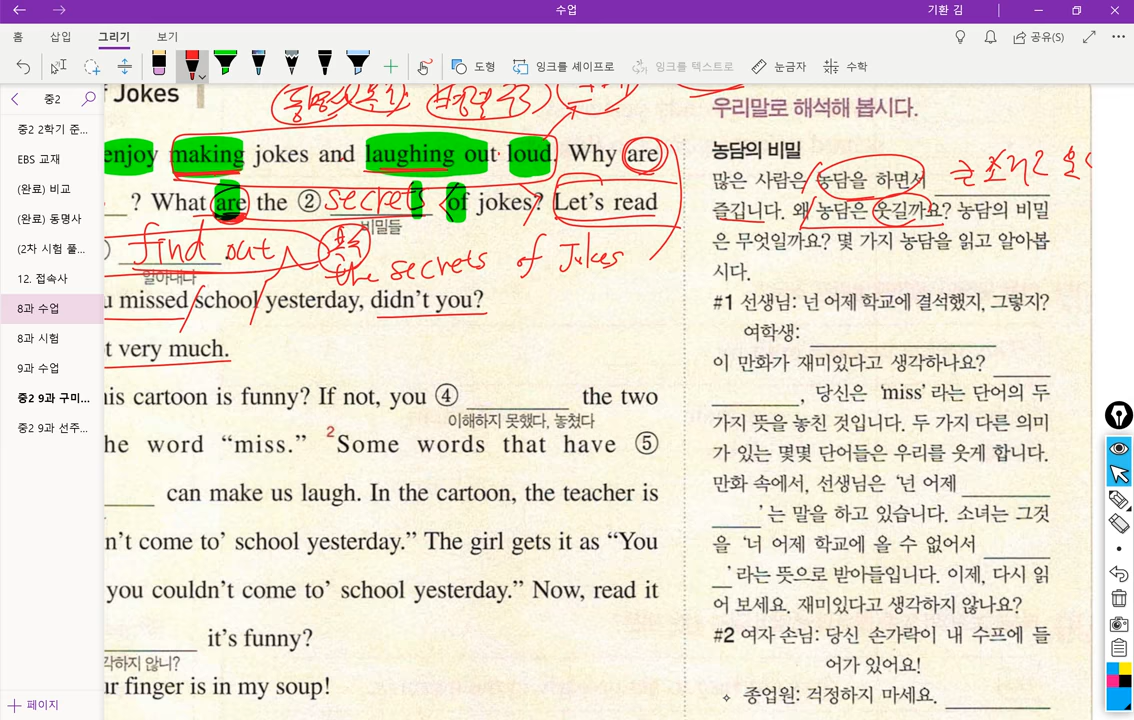 수업
기환 김
홈 삽입 그리기 보기
공유(S)
도형 잉크를 셰이프로 잉크를 텍스트로 눈금자 수학
중2
중2 2학기 준...
EBS 교재
(완료) 비교
(완료) 동명사
(2차 시험 풀...
12. 접속사
8과 수업
8과 시험
9과 수업
중2 9과 구미...
중2 9과 선주...
페이지
f Jokes
enjoy making jokes and laughing out loud. Why are
? What are the ② secrets of jokes? Let's read
비밀들
find out.
복수
알아내다
the secrets of Jokes
u missed school yesterday, didn't you?
t very much.
his cartoon is funny? If not, you ④ the two
이해하지 못했다, 놓쳤다
he word “miss.” 2Some words that have ⑤
can make us laugh. In the cartoon, the teacher is
n't come to’ school yesterday.” The girl gets it as “You
you couldn't come to’ school yesterday.” Now, read it
it's funny?
각하지 않니?
ur finger is in my soup!
우리말로 해석해 봅시다.
농담의 비밀
많은 사람은 농담을 하면서
즐깁니다. 왜 농담은 웃길까요? 농담의 비밀
은 무엇일까요? 몇 가지 농담을 읽고 알아봅
시다.
#1 선생님: 넌 어제 학교에 결석했지, 그렇지?
여학생:
이 만화가 재미있다고 생각하나요?
, 당신은 ‘miss’ 라는 단어의 두
가지 뜻을 놓친 것입니다. 두 가지 다른 의미
가 있는 몇몇 단어들은 우리를 웃게 합니다.
만화 속에서, 선생님은 ‘넌 어제
’는 말을 하고 있습니다. 소녀는 그것
을 ‘너 어제 학교에 올 수 없어서
’라는 뜻으로 받아들입니다. 이제, 다시 읽
어 보세요. 재미있다고 생각하지 않나요?
#2 여자 손님: 당신 손가락이 내 수프에 들
어가 있어요!
종업원: 걱정하지 마세요.